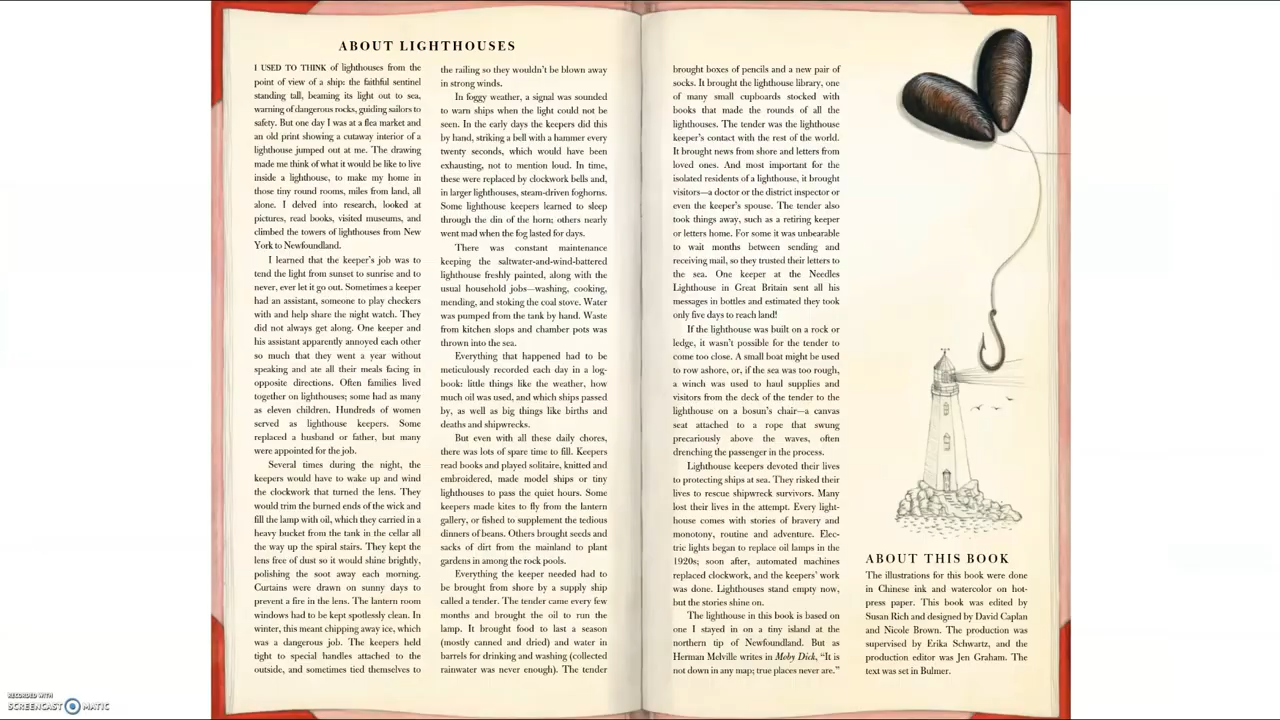 ABOUT LIGHTHOUSES
I USED TO THINK of lighthouses from the
point of view of a ship: the faithful sentinel
standing tall, beaming its light out to sea,
warning of dangerous rocks, guiding sailors to
safety. But one day I was at a flea market and
an old print showing a cutaway interior of a
lighthouse jumped out at me. The drawing
made me think of what it would be like to live
inside a lighthouse, to make my home in
those tiny round rooms, miles from land, all
alone. I delved into research, looked at
pictures, read books, visited museums, and
climbed the towers of lighthouses from New
York to Newfoundland.
I learned that the keeper's job was to
tend the light from sunset to sunrise and to
never, ever let it go out. Sometimes a keeper
had an assistant, someone to play checkers
with and help share the night watch. They
did not always get along. One keeper and
his assistant apparently annoyed each other
so much that they went a year without
speaking and ate all their meals facing in
opposite directions. Often families lived
together on lighthouses; some had as many
as eleven children. Hundreds of women
served as lighthouse keepers. Some
replaced a husband or father, but many
were appointed for the job.
Several times during the night, the
keepers would have to wake up and wind
the clockwork that turned the lens. They
would trim the burned ends of the wick and
fill the lamp with oil, which they carried in a
heavy bucket from the tank in the cellar all
the way up the spiral stairs. They kept the
lens free of dust so it would shine brightly,
polishing the soot away each morning.
Curtains were drawn on sunny days to
prevent a fire in the lens. The lantern room
windows had to be kept spotlessly clean. In
winter, this meant chipping away ice, which
was a dangerous job. The keepers held
tight to special handles attached to the
outside, and sometimes tied themselves to
the railing so they wouldn't be blown away
in strong winds.
In foggy weather, a signal was sounded
to warn ships when the light could not be
seen. In the early days the keepers did this
by hand, striking a bell with a hammer every
twenty seconds, which would have been
exhausting, not to mention loud. In time,
these were replaced by clockwork bells and,
in larger lighthouses, steam-driven foghorns.
Some lighthouse keepers learned to sleep
through the din of the horn; others nearly
went mad when the fog lasted for days.
There was constant maintenance
keeping the saltwater-and-wind-battered
lighthouse freshly painted, along with the
usual household jobs—washing, cooking,
mending, and stoking the coal stove. Water
was pumped from the tank by hand. Waste
from kitchen slops and chamber pots was
thrown into the sea.
Everything that happened had to be
meticulously recorded each day in a log-
book: little things like the weather, how
much oil was used, and which ships passed
by, as well as big things like births and
deaths and shipwrecks.
But even with all these daily chores,
there was lots of spare time to fill. Keepers
read books and played solitaire, knitted and
embroidered, made model ships or tiny
lighthouses to pass the quiet hours. Some
keepers made kites to fly from the lantern
gallery, or fished to supplement the tedious
dinners of beans. Others brought seeds and
sacks of dirt from the mainland to plant
gardens in among the rock pools.
Everything the keeper needed had to
be brought from shore by a supply ship
called a tender. The tender came every few
months and brought the oil to run the
lamp. It brought food to last a season
(mostly canned and dried) and water in
barrels for drinking and washing (collected
rainwater was never enough). The tender
brought boxes of pencils and a new pair of
socks. It brought the lighthouse library, one
of many small cupboards stocked with
books that made the rounds of all the
lighthouses. The tender was the lighthouse
keeper's contact with the rest of the world.
It brought news from shore and letters from
loved ones. And most important for the
isolated residents of a lighthouse, it brought
visitors—a doctor or the district inspector or
even the keeper's spouse. The tender also
took things away, such as a retiring keeper
or letters home. For some it was unbearable
to wait months between sending and
receiving mail, so they trusted their letters to
the sea. One keeper at the Needles
Lighthouse in Great Britain sent all his
messages in bottles and estimated they took
only five days to reach land!
If the lighthouse was built on a rock or
ledge, it wasn't possible for the tender to
come too close. A small boat might be used
to row ashore, or, if the sea was too rough,
a winch was used to haul supplies and
visitors from the deck of the tender to the
lighthouse on a bosun's chair—a canvas
seat attached to a rope that swung
precariously above the waves, often
drenching the passenger in the process.
Lighthouse keepers devoted their lives
to protecting ships at sea. They risked their
lives to rescue shipwreck survivors. Many
lost their lives in the attempt. Every light-
house comes with stories of bravery and
monotony, routine and adventure. Elec-
tric lights began to replace oil lamps in the
1920s; soon after, automated machines
replaced clockwork, and the keepers' work
was done. Lighthouses stand empty now,
but the stories shine on.
The lighthouse in this book is based on
one I stayed in on a tiny island at the
northern tip of Newfoundland. But as
Herman Melville writes in Moby Dick, “It is
not down in any map; true places never are.”
ABOUT THIS BOOK
The illustrations for this book were done
in Chinese ink and watercolor on hot-
press paper. This book was edited by
Susan Rich and designed by David Caplan
and Nicole Brown. The production was
supervised by Erika Schwartz, and the
production editor was Jen Graham. The
text was set in Bulmer.
RECORDED WITH
SCREENCAST MATIC